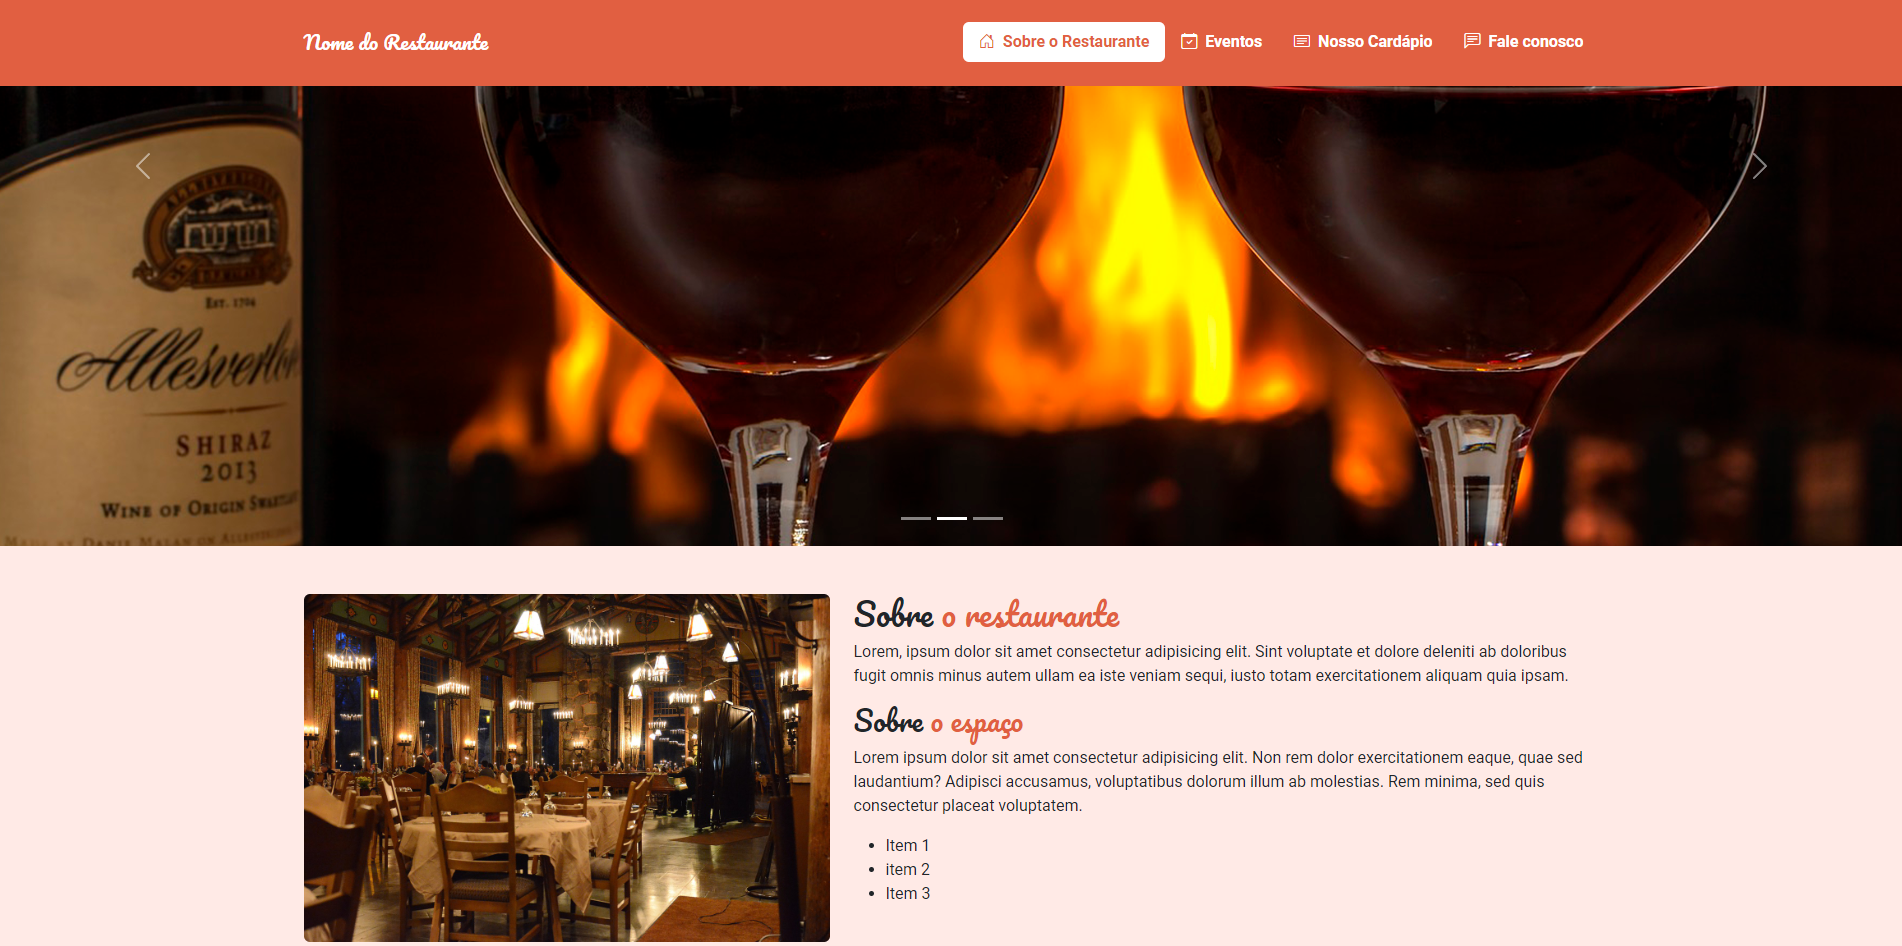 Nome do Restaurante
Sobre o Restaurante
Eventos
Nosso Cardápio
Fale conosco
EST. 1704
SHIRAZ
2013
WINE OF ORIGIN
Sobre o restaurante
Lorem, ipsum dolor sit amet consectetur adipisicing elit. Sint voluptate et dolore deleniti ab doloribus
fugit omnis minus autem ullam ea iste veniam sequi, iusto totam exercitationem aliquam quia ipsam.
Sobre o espaço
Lorem ipsum dolor sit amet consectetur adipisicing elit. Non rem dolor exercitationem eaque, quae sed
laudantium? Adipisci accusamus, voluptatibus dolorum illum ab molestias. Rem minima, sed quis
consectetur placeat voluptatem.
Item 1
item 2
Item 3